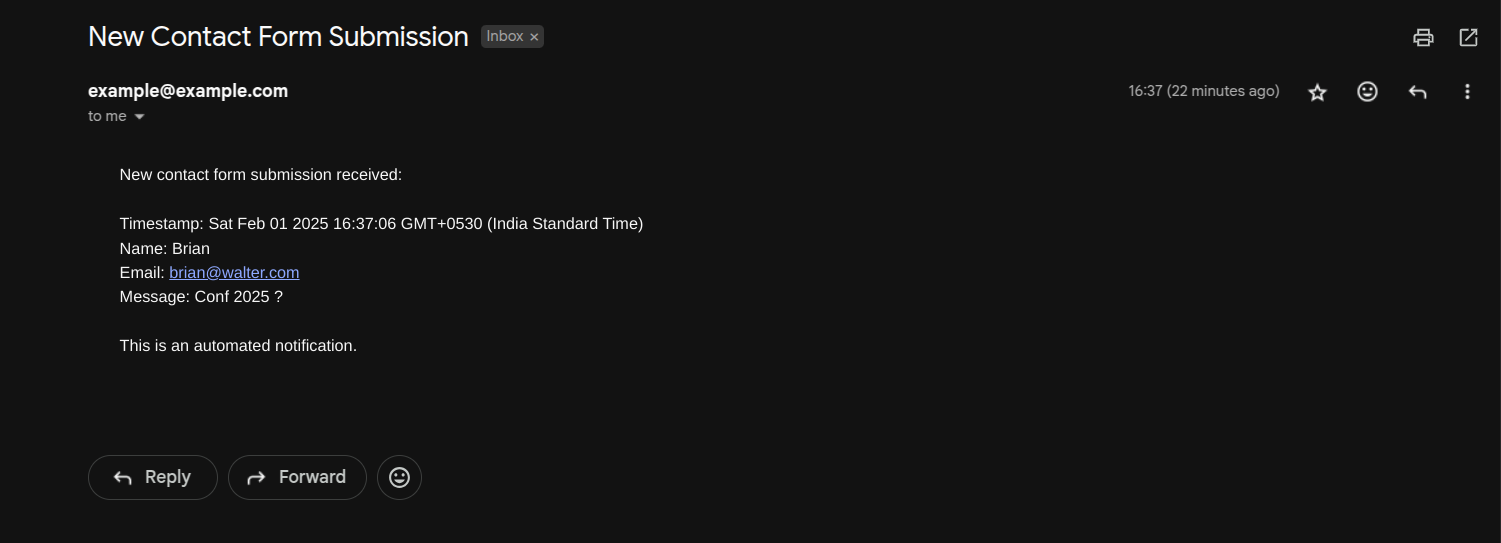 New Contact Form Submission Inbox ×
example@example.com 16:37 (22 minutes ago)
to me
New contact form submission received:
Timestamp: Sat Feb 01 2025 16:37:06 GMT+0530 (India Standard Time)
Name: Brian
Email: brian@walter.com
Message: Conf 2025 ?
This is an automated notification.
Reply Forward